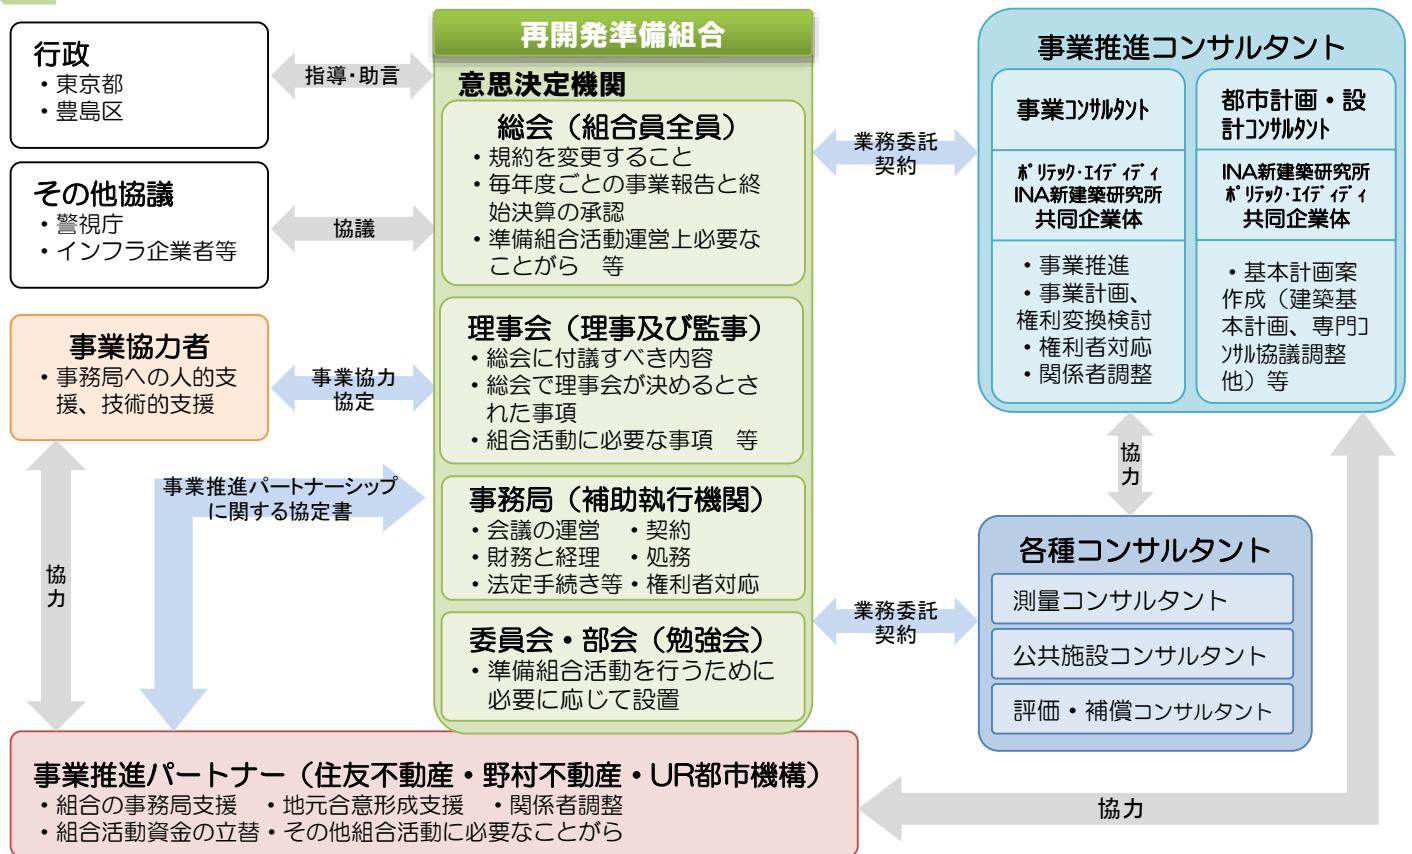 行政
・東京都
・豊島区
指導・助言
その他協議
・警視庁
・インフラ企業者等
協議
事業協力者
・事務局への人的支
援、技術的支援
事業協力
協定
事業推進パートナーシップ
に関する協定書
協
力
再開発準備組合
意思決定機関
総会（組合員全員）
・規約を変更すること
・毎年度ごとの事業報告と終
始決算の承認
・準備組合活動運営上必要な
ことがら　等
理事会（理事及び監事）
・総会に付議すべき内容
・総会で理事会が決めるとさ
れた事項
・組合活動に必要な事項　等
事務局（補助執行機関）
・会議の運営　・契約
・財務と経理　・処務
・法定手続き等・権利者対応
委員会・部会（勉強会）
・準備組合活動を行うために
必要に応じて設置
業務委託
契約
事業推進コンサルタント
事業ｺﾝｻﾙﾀﾝﾄ
ﾎﾟﾘﾃｯｸ・ｴｲﾃﾞｨﾃﾞｨ
INA新建築研究所
共同企業体
・事業推進
・事業計画、
権利変換検討
・権利者対応
・関係者調整
都市計画・設
計ｺﾝｻﾙﾀﾝﾄ
INA新建築研究所
ﾎﾟﾘﾃｯｸ・ｴｲﾃﾞｨﾃﾞｨ
共同企業体
・基本計画案
作成（建築基
本計画、専門ｺ
ﾝｻﾙ協議調整
他）等
協
力
業務委託
契約
各種コンサルタント
測量コンサルタント
公共施設コンサルタント
評価・補償コンサルタント
事業推進パートナー（住友不動産・野村不動産・UR都市機構）
・組合の事務局支援　・地元合意形成支援　・関係者調整
・組合活動資金の立替・その他組合活動に必要なことがら
協力